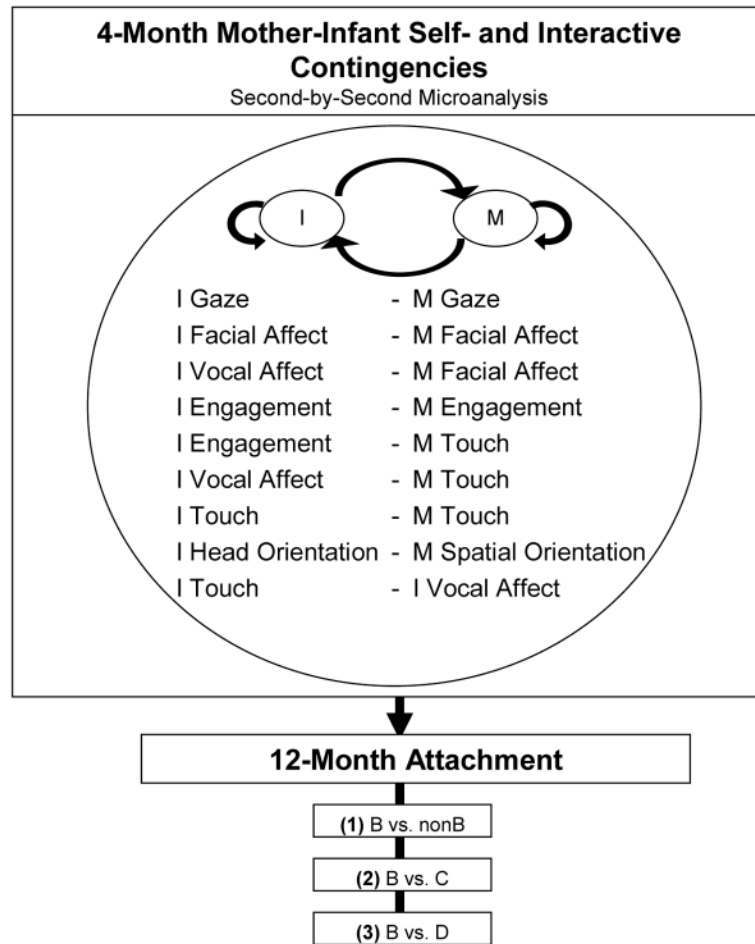 4-Month Mother-Infant Self- and Interactive
Contingencies
Second-by-Second Microanalysis
I M
I Gaze - M Gaze
I Facial Affect - M Facial Affect
I Vocal Affect - M Facial Affect
I Engagement - M Engagement
I Engagement - M Touch
I Vocal Affect - M Touch
I Touch - M Touch
I Head Orientation - M Spatial Orientation
I Touch - I Vocal Affect
12-Month Attachment
(1) B vs. nonB
(2) B vs. C
(3) B vs. D